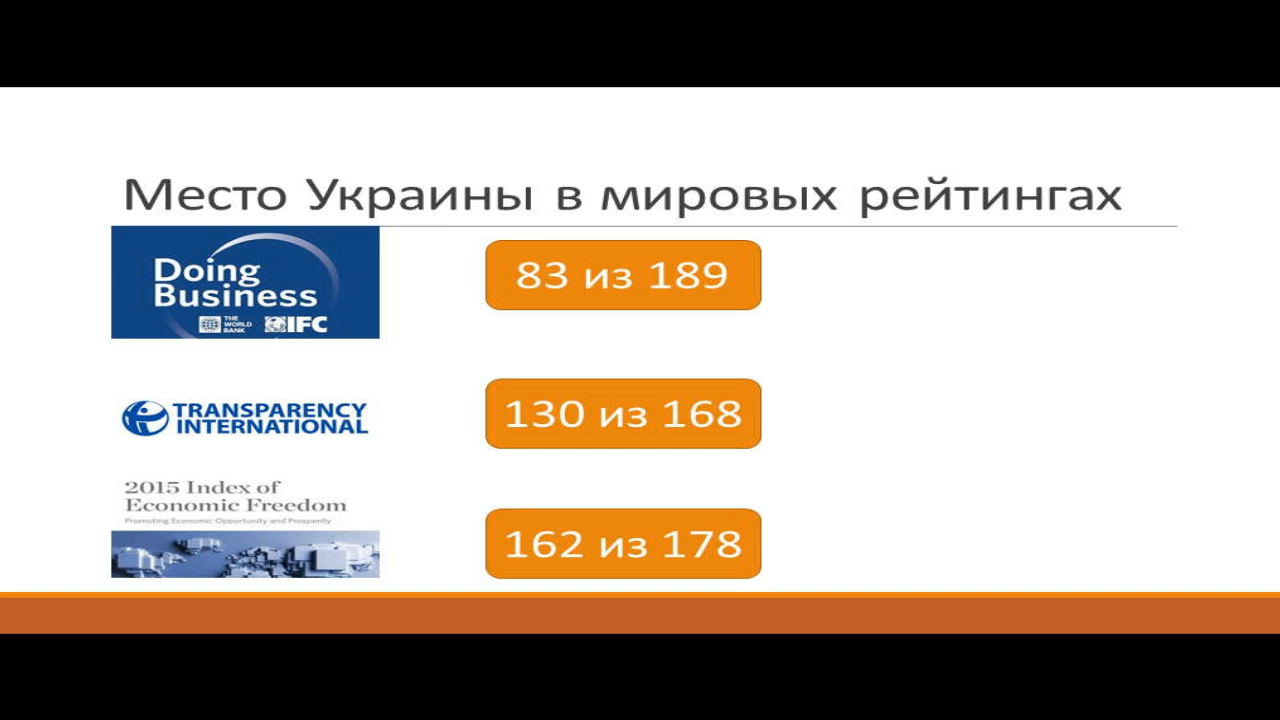 Место Украины в мировых рейтингах
Doing
Business
THE
WORLD
BANK
IFC
83 из 189
TRANSPARENCY
INTERNATIONAL
130 из 168
2015 Index of
Economic Freedom
Promoting Economic Opportunity and Prosperity
162 из 178